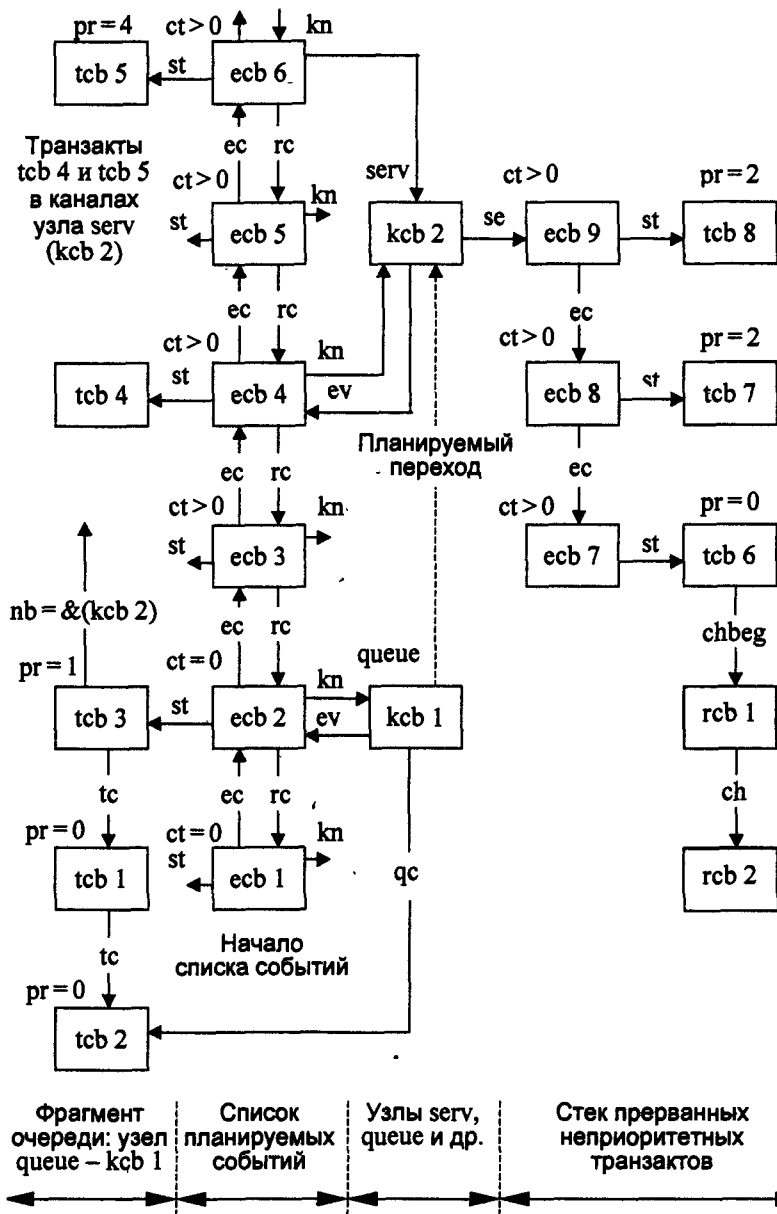 pr = 4
ct > 0
kn
tcb 5
st
ecb 6
Транзакты
tcb 4 и tcb 5
в каналах
узла serv
(kcb 2)
ec
rc
serv
ct > 0
kn
st
ecb 5
kcb 2
se
ct > 0
ecb 9
st
pr = 2
tcb 8
ec
rc
ec
ct > 0
kn
tcb 4
st
ecb 4
ev
ct > 0
ecb 8
st
pr = 2
tcb 7
Планируемый
переход
ec
rc
ec
ct > 0
kn
st
ecb 3
ct > 0
ecb 7
st
pr = 0
tcb 6
nb = &(kcb 2)
ec
rc
chbeg
pr = 1
ct = 0
kn
queue
tcb 3
st
ecb 2
ev
kcb 1
rcb 1
tc
ec
rc
ch
pr = 0
ct = 0
kn
tcb 1
st
ecb 1
qc
rcb 2
tc
Начало
списка событий
pr = 0
tcb 2
Фрагмент
очереди: узел
queue – kcb 1
Список
планируемых
событий
Узлы serv,
queue и др.
Стек прерванных
неприоритетных
транзактов